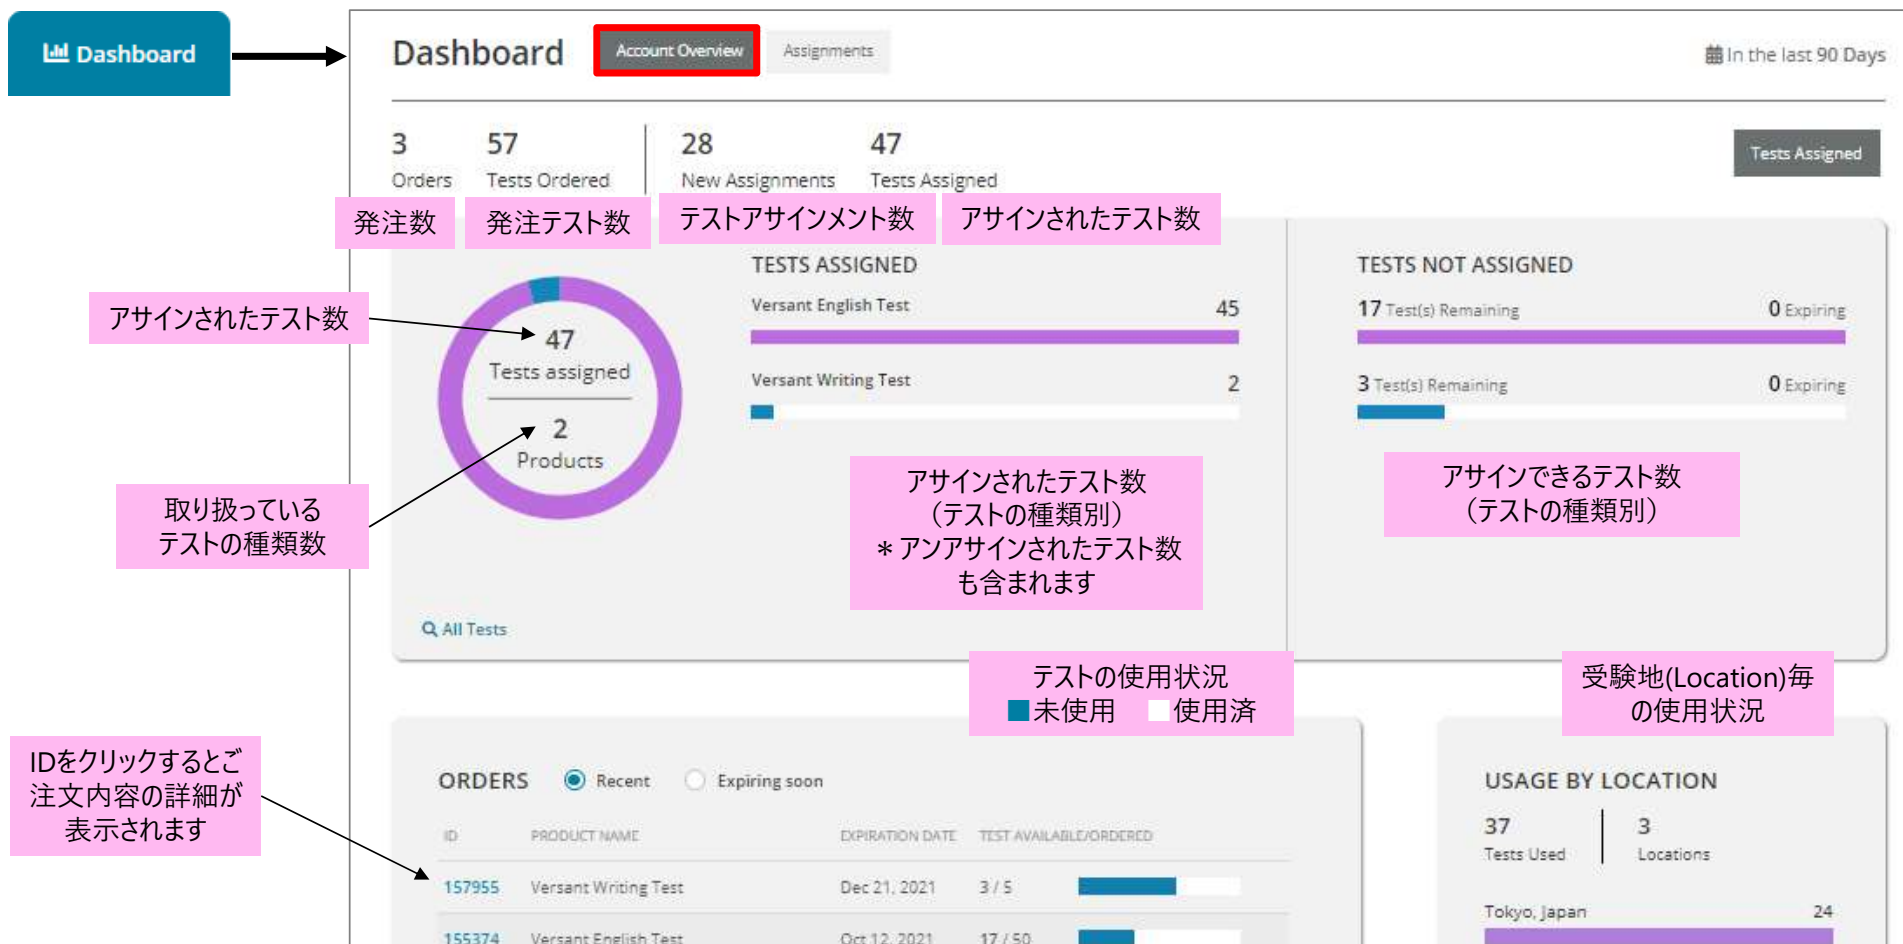 Dashboard
Dashboard
Account Overview
Assignments
In the last 90 Days
3
Orders
57
Tests Ordered
28
New Assignments
47
Tests Assigned
Tests Assigned
発注数
発注テスト数
テストアサインメント数
アサインされたテスト数
アサインされたテスト数
47
Tests assigned
2
Products
取り扱っている
テストの種類数
TESTS ASSIGNED
Versant English Test 45
Versant Writing Test 2
アサインされたテスト数
（テストの種類別）
＊アンアサインされたテスト数
も含まれます
TESTS NOT ASSIGNED
17 Test(s) Remaining 0 Expiring
3 Test(s) Remaining 0 Expiring
アサインできるテスト数
（テストの種類別）
All Tests
テストの使用状況
未使用 使用済
受験地(Location)毎
の使用状況
IDをクリックするとご
注文内容の詳細が
表示されます
ORDERS Recent Expiring soon
ID PRODUCT NAME EXPIRATION DATE TEST AVAILABLE/ORDERED
157955 Versant Writing Test Dec 21, 2021 3 / 5
155374 Versant English Test Oct 12, 2021 17 / 50
USAGE BY LOCATION
37
Tests Used
3
Locations
Tokyo, Japan 24